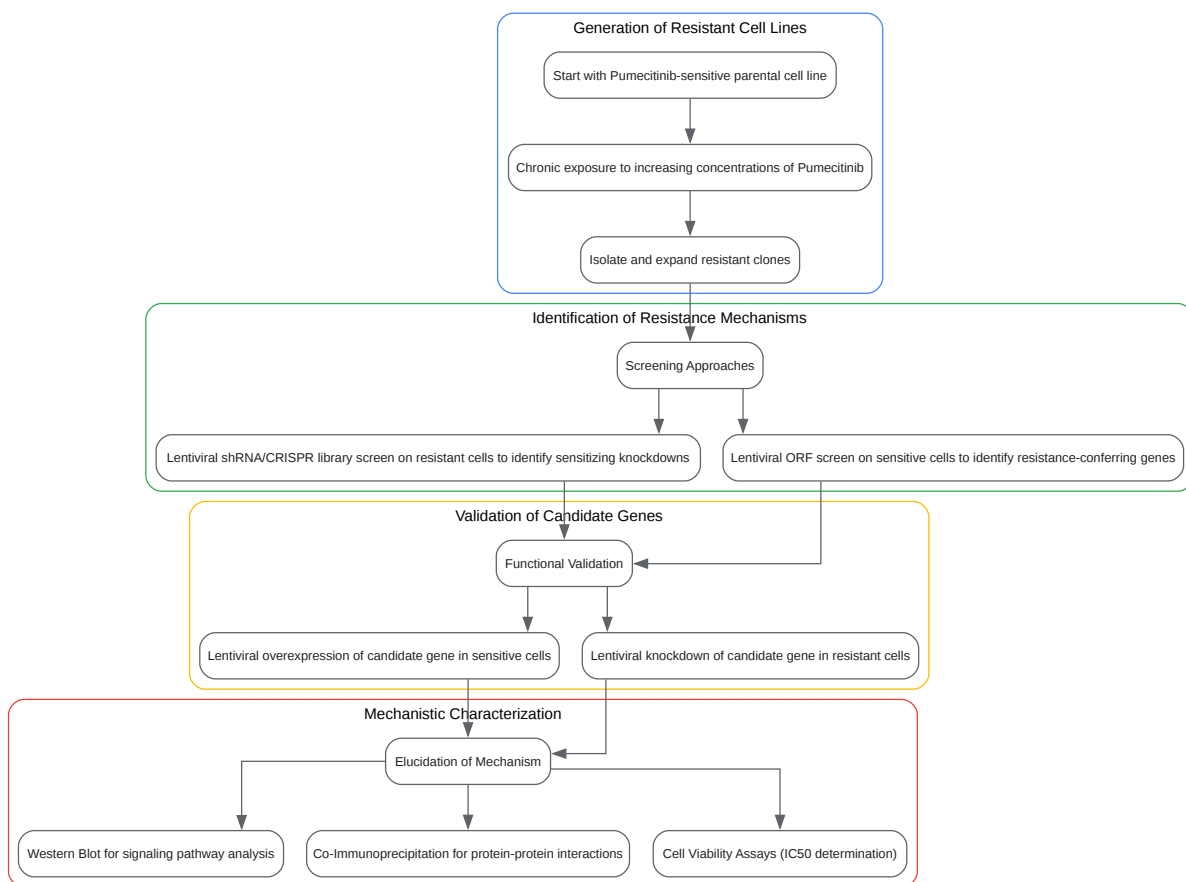 Generation of Resistant Cell Lines
Start with Pumecitinib-sensitive parental cell line
Chronic exposure to increasing concentrations of Pumecitinib
Isolate and expand resistant clones
Identification of Resistance Mechanisms
Screening Approaches
Lentiviral shRNA/CRISPR library screen on resistant cells to identify sensitizing knockdowns
Lentiviral ORF screen on sensitive cells to identify resistance-conferring genes
Validation of Candidate Genes
Functional Validation
Lentiviral overexpression of candidate gene in sensitive cells
Lentiviral knockdown of candidate gene in resistant cells
Mechanistic Characterization
Elucidation of Mechanism
Western Blot for signaling pathway analysis
Co-Immunoprecipitation for protein-protein interactions
Cell Viability Assays (IC50 determination)